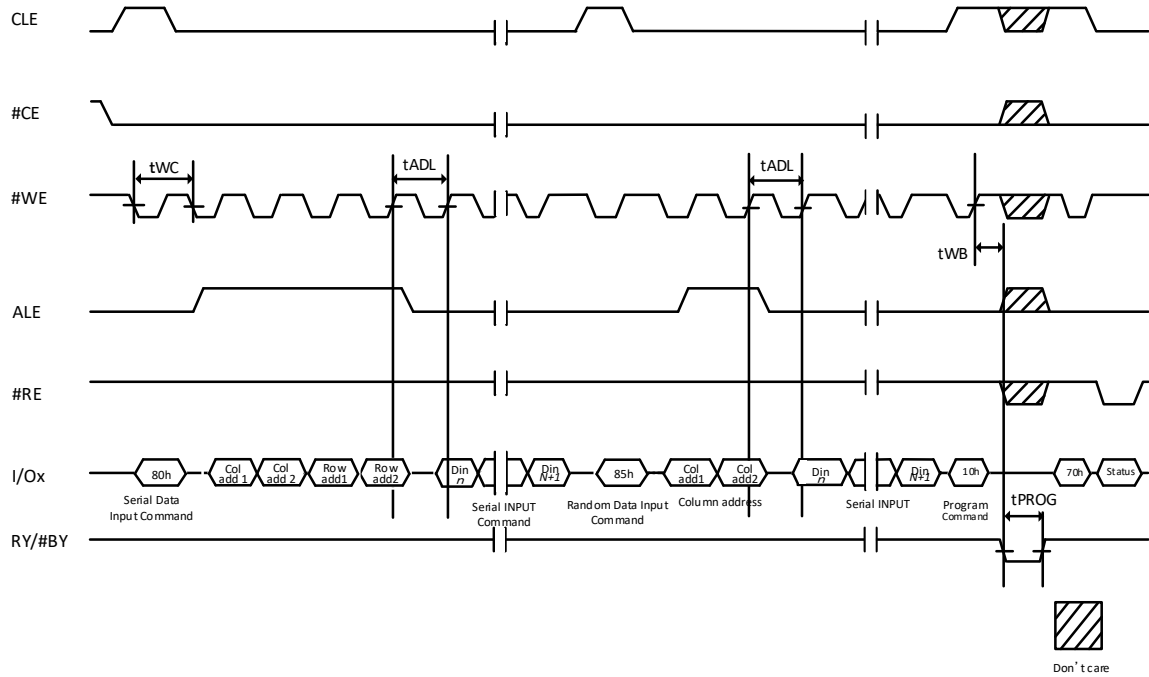 CLE
#CE
tWC
tADL
tADL
#WE
tWB
ALE
#RE
I/Ox
80h
Col
add 1
Col
add 2
Row
add1
Row
add2
Din
n
Din
N+1
85h
Col
add1
Col
add2
Din
n
Din
N+1
10h
70h
Status
Serial Data
Input Command
Serial INPUT
Command
Random Data Input
Command
Column address
Serial INPUT
Program
Command
tPROG
RY/#BY
Don't care